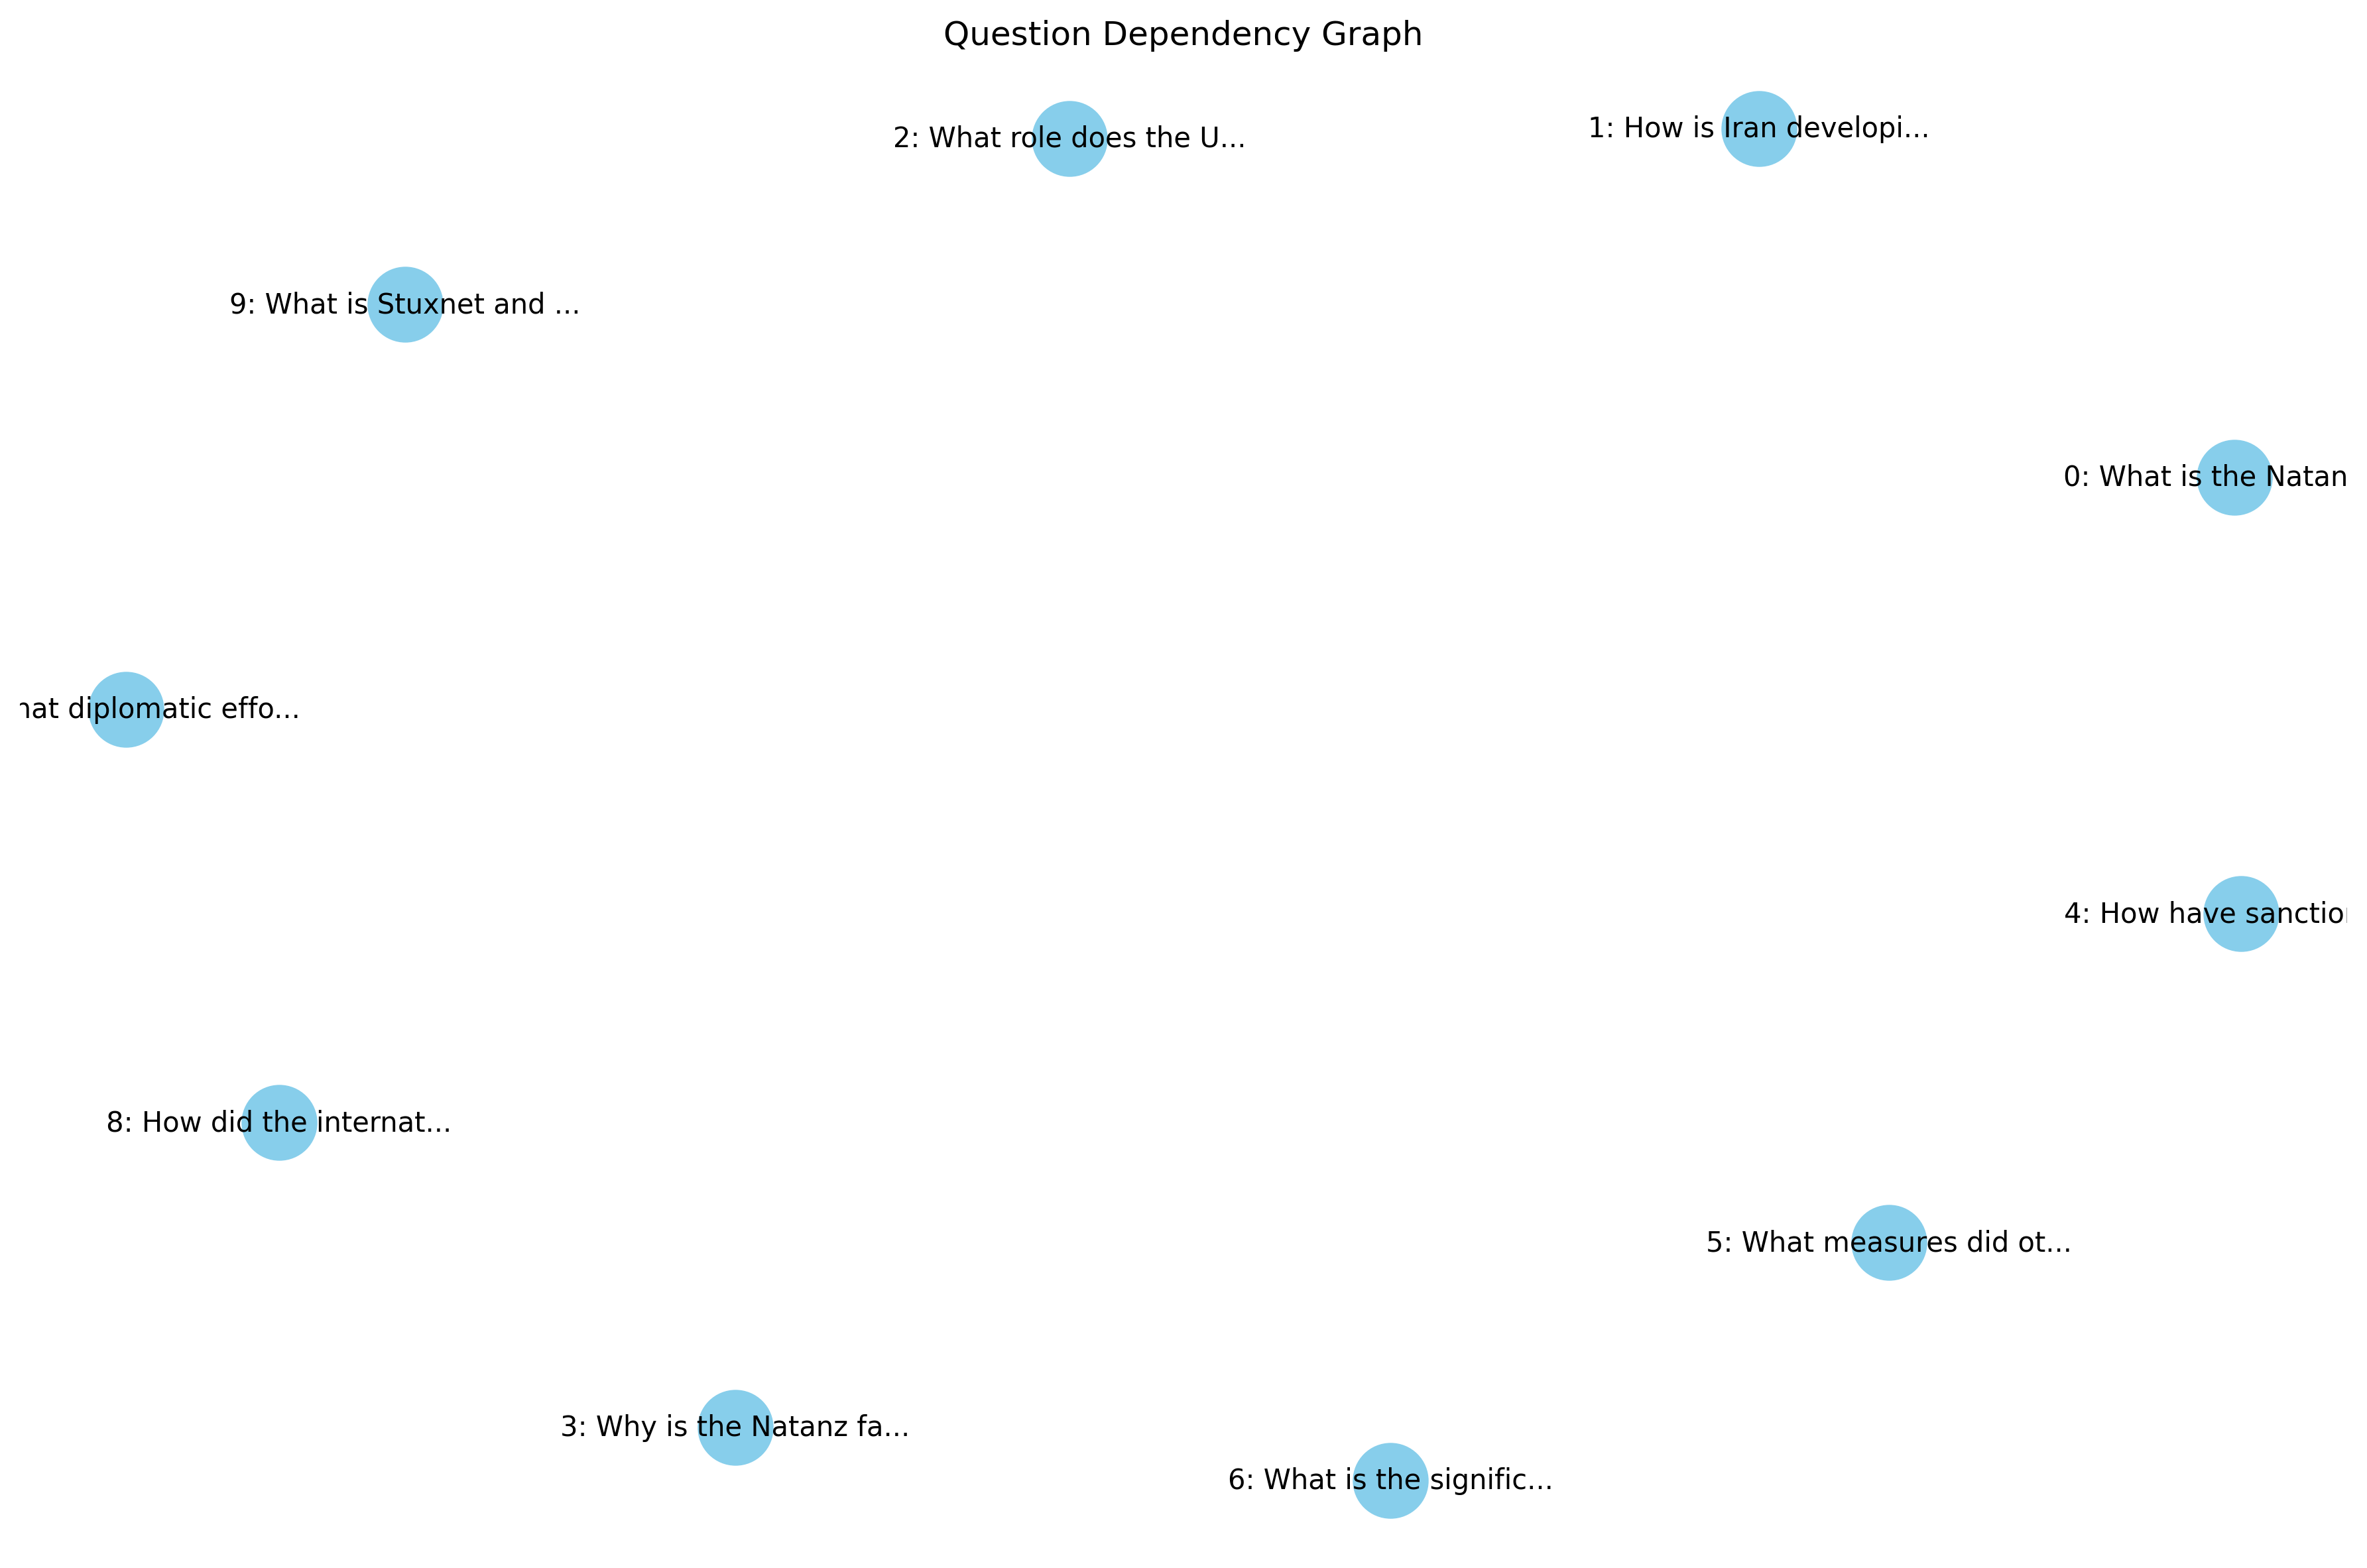 Question Dependency Graph
1: How is Iran developi...
2: What role does the U...
9: What is Stuxnet and ...
0: What is the Natan
diplomatic effo...
4: How have
8: How did the internat...
5: What measures did ot...
3: Why is the Natanz fa...
6: What is the signific...